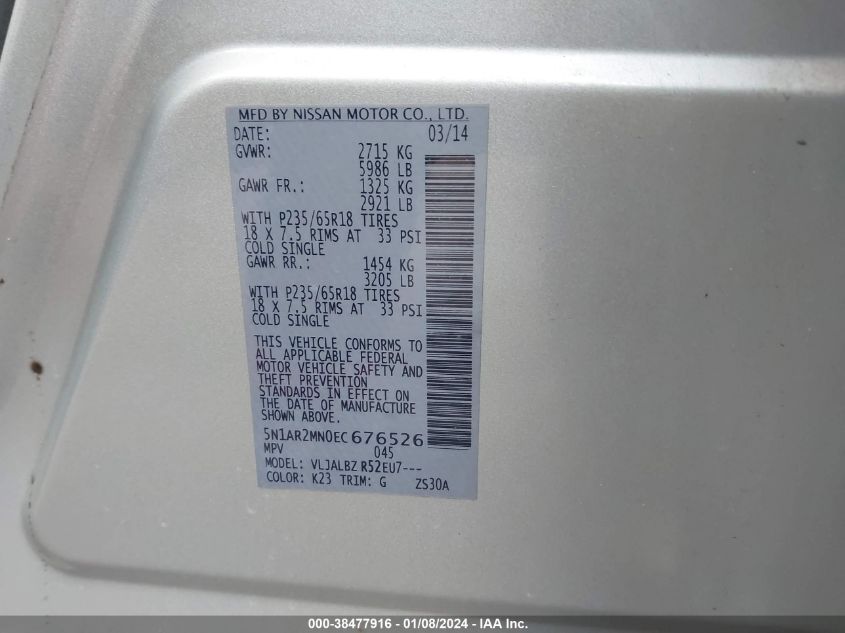 MFD BY NISSAN MOTOR CO., LTD.
DATE: 03/14
GVWR: 2715 KG
5986 LB
GAWR FR.: 1325 KG
2921 LB
WITH P235/65R18 TIRES
18 X 7.5 RIMS AT 33 PSI
COLD SINGLE
GAWR RR.: 1454 KG
3205 LB
WITH P235/65R18 TIRES
18 X 7.5 RIMS AT 33 PSI
COLD SINGLE
THIS VEHICLE CONFORMS TO
ALL APPLICABLE FEDERAL
MOTOR VEHICLE SAFETY AND
THEFT PREVENTION
STANDARDS IN EFFECT ON
THE DATE OF MANUFACTURE
SHOWN ABOVE.
5N1AR2MN0EC676526
MPV 045
MODEL: VLJALBZ R52EU7---
COLOR: K23 TRIM: G ZS30A
000-38477916 - 01/08/2024 - IAA Inc.